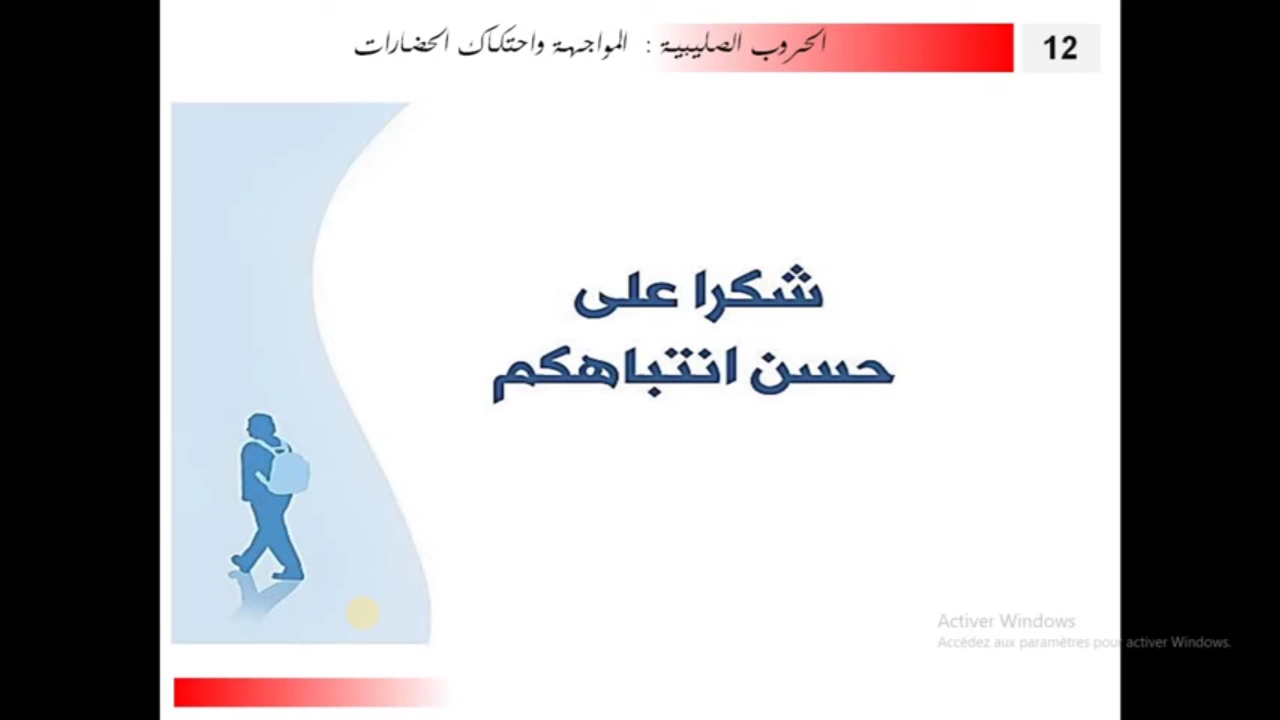 الحروب الصليبية : المواجهة واحتكاك الحضارات
12
شكرا على
حسن انتباهكم
Activer Windows
Accédez aux paramètres pour activer Windows.